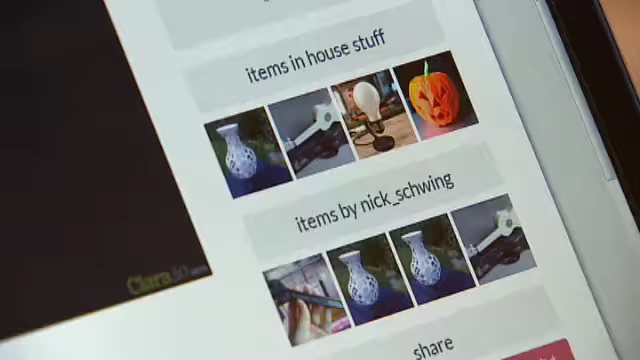 items in house stuff
items by nick_schwing
share